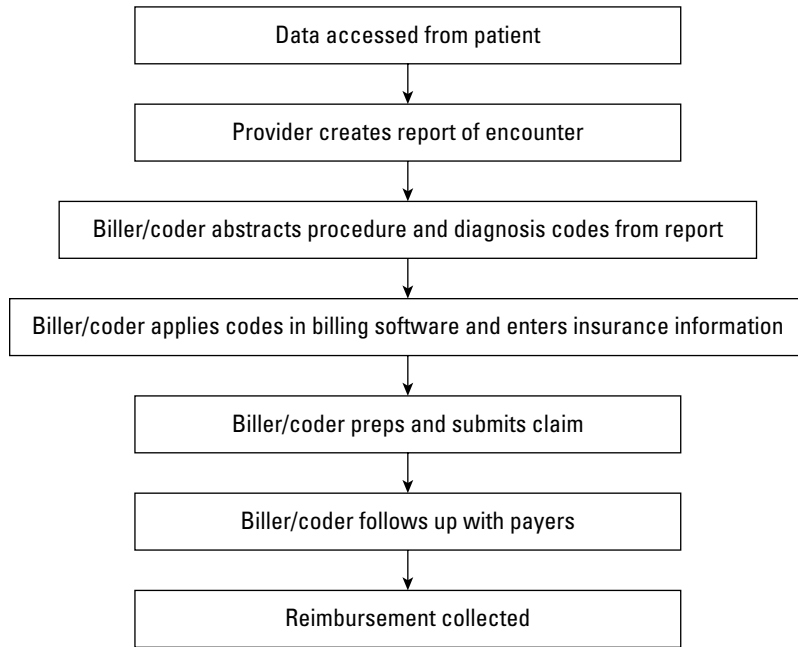 Data accessed from patient
Provider creates report of encounter
Biller/coder abstracts procedure and diagnosis codes from report
Biller/coder applies codes in billing software and enters insurance information
Biller/coder preps and submits claim
Biller/coder follows up with payers
Reimbursement collected